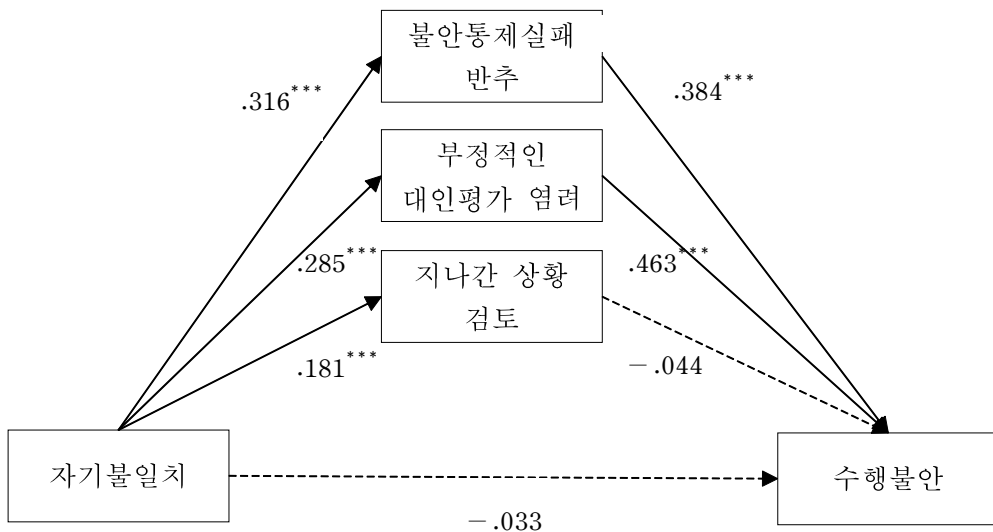 불안통제실패
반추
.316***
.384***
부정적인
대인평가 염려
.285***
.463***
지나간 상황
검토
.181***
−.044
자기불일치
수행불안
−.033